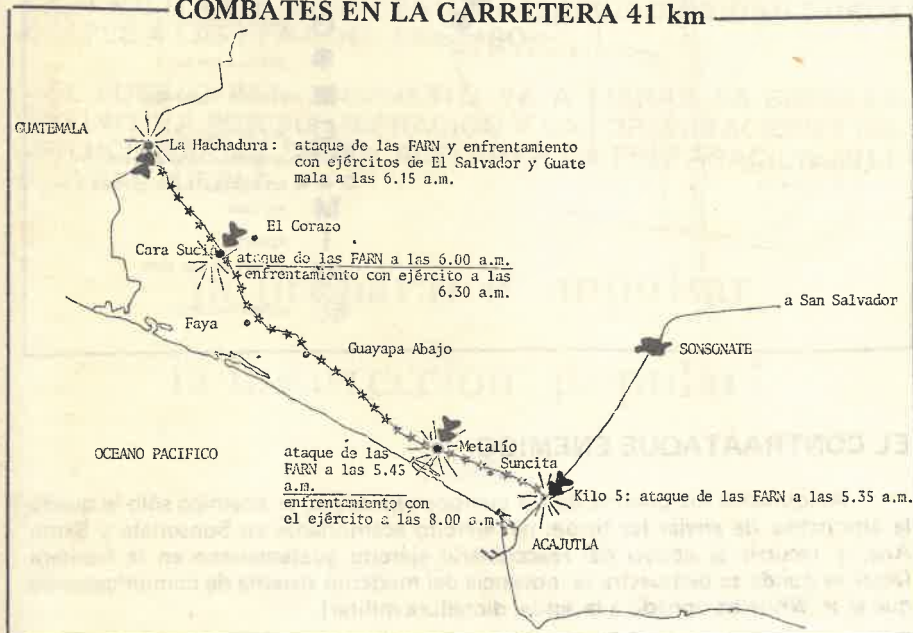 COMBATES EN LA CARRETERA 41 km
GUATEMALA
La Hachadura: ataque de las FARN y enfrentamiento
con ejércitos de El Salvador y Guate
mala a las 6.15 a.m.
El Corazo
Cara Sucia
ataque de las FARN a las 6.00 a.m.
enfrentamiento con ejército a las
6.30 a.m.
a San Salvador
Faya
SONSONATE
Guayapa Abajo
OCEANO PACIFICO
Metalío
ataque de las
FARN a las 5.45
a.m.
enfrentamiento con
el ejército a las 8.00 a.m.
Suncita
Kilo 5: ataque de las FARN a las 5.35 a.m.
ACAJUTLA
EL CONTRAATAQUE ENEMIGO